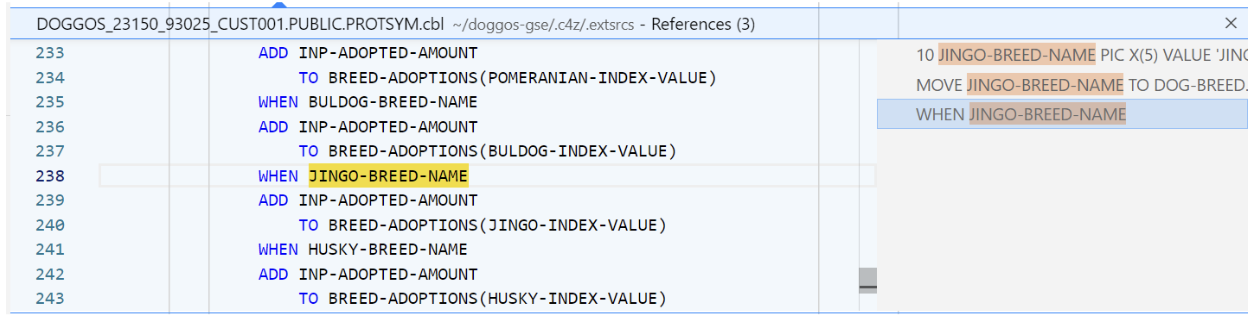 DOGGOS_23150_93025_CUST001.PUBLIC.PROTSYM.cbl ~/doggos-gse/.c4z/.extsrcs - References (3)
233 ADD INP-ADOPTED-AMOUNT
234 TO BREED-ADOPTIONS(POMERANIAN-INDEX-VALUE)
235 WHEN BULDOG-BREED-NAME
236 ADD INP-ADOPTED-AMOUNT
237 TO BREED-ADOPTIONS(BULDOG-INDEX-VALUE)
238 WHEN JINGO-BREED-NAME
239 ADD INP-ADOPTED-AMOUNT
240 TO BREED-ADOPTIONS(JINGO-INDEX-VALUE)
241 WHEN HUSKY-BREED-NAME
242 ADD INP-ADOPTED-AMOUNT
243 TO BREED-ADOPTIONS(HUSKY-INDEX-VALUE)
10 JINGO-BREED-NAME PIC X(5) VALUE 'JING
MOVE JINGO-BREED-NAME TO DOG-BREED.
WHEN JINGO-BREED-NAME